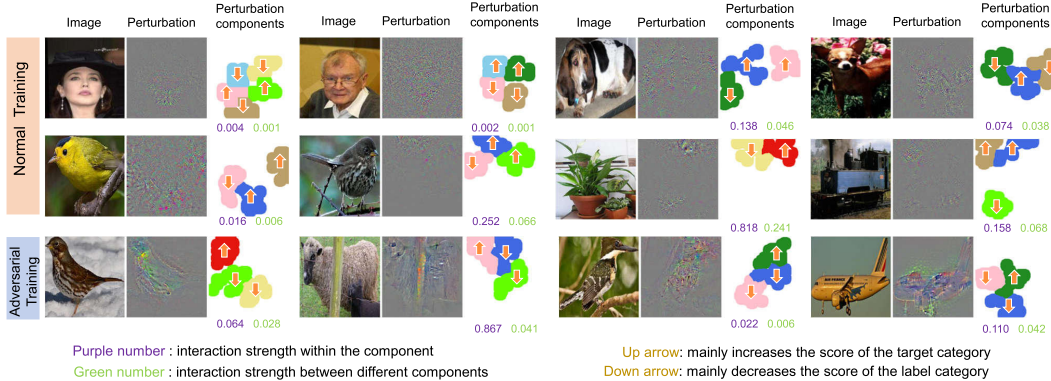 Image Perturbation Perturbation components
Image Perturbation Perturbation components
Image Perturbation Perturbation components
Image Perturbation Perturbation components
Normal Training
0.004 0.001
0.002 0.001
0.138 0.046
0.074 0.038
0.016 0.006
0.252 0.066
0.818 0.241
0.158 0.068
Adversarial Training
0.064 0.028
0.867 0.041
0.022 0.006
0.110 0.042
Purple number : interaction strength within the component
Green number : interaction strength between different components
Up arrow: mainly increases the score of the target category
Down arrow: mainly decreases the score of the label category